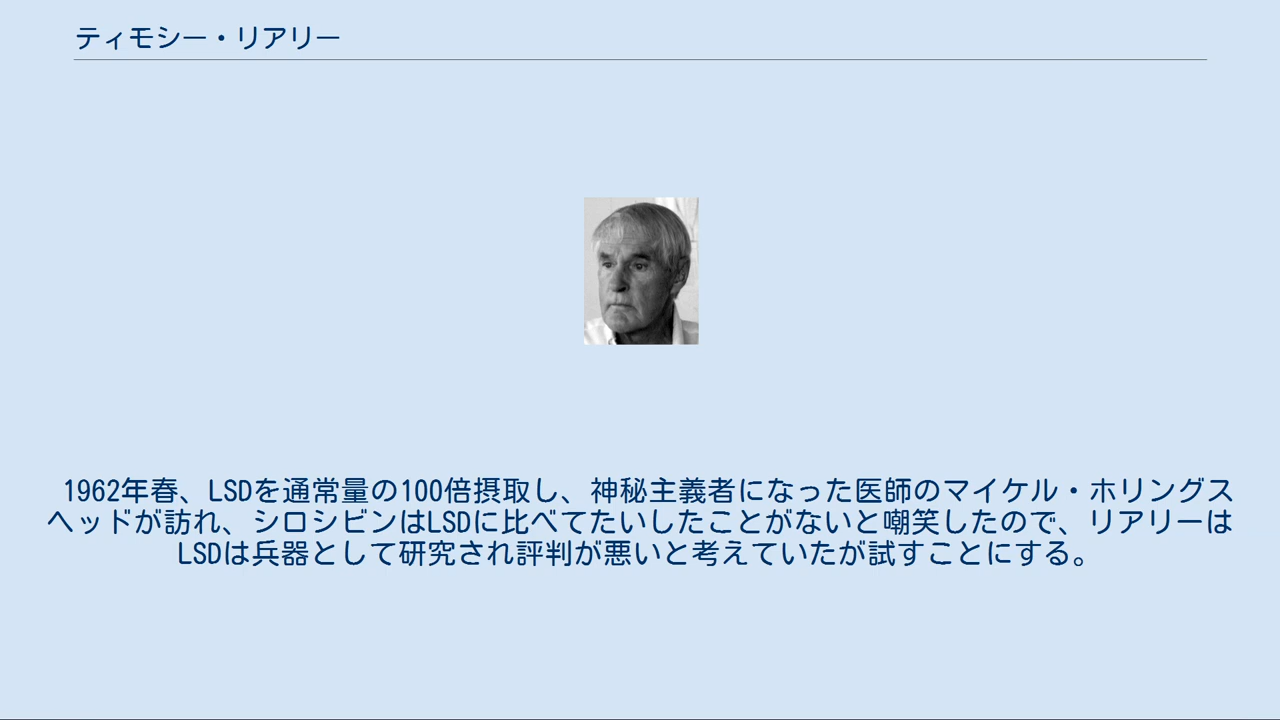 ティモシー・リアリー
1962年春、LSDを通常量の100倍摂取し、神秘主義者になった医師のマイケル・ホリングス
ヘッドが訪れ、シロシビンはLSDに比べてたいしたことがないと嘲笑したので、リアリーは
LSDは兵器として研究され評判が悪いと考えていたが試すことにする。